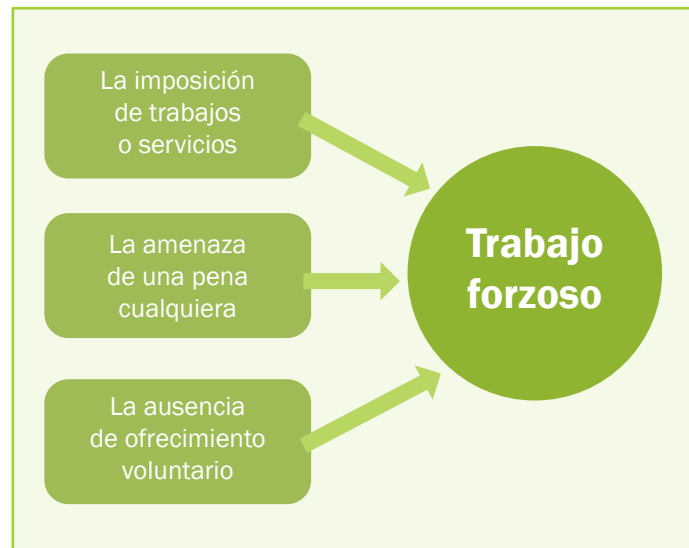 La imposición
de trabajos
o servicios
La amenaza
de una pena
cualquiera
La ausencia
de ofrecimiento
voluntario
Trabajo
forzoso